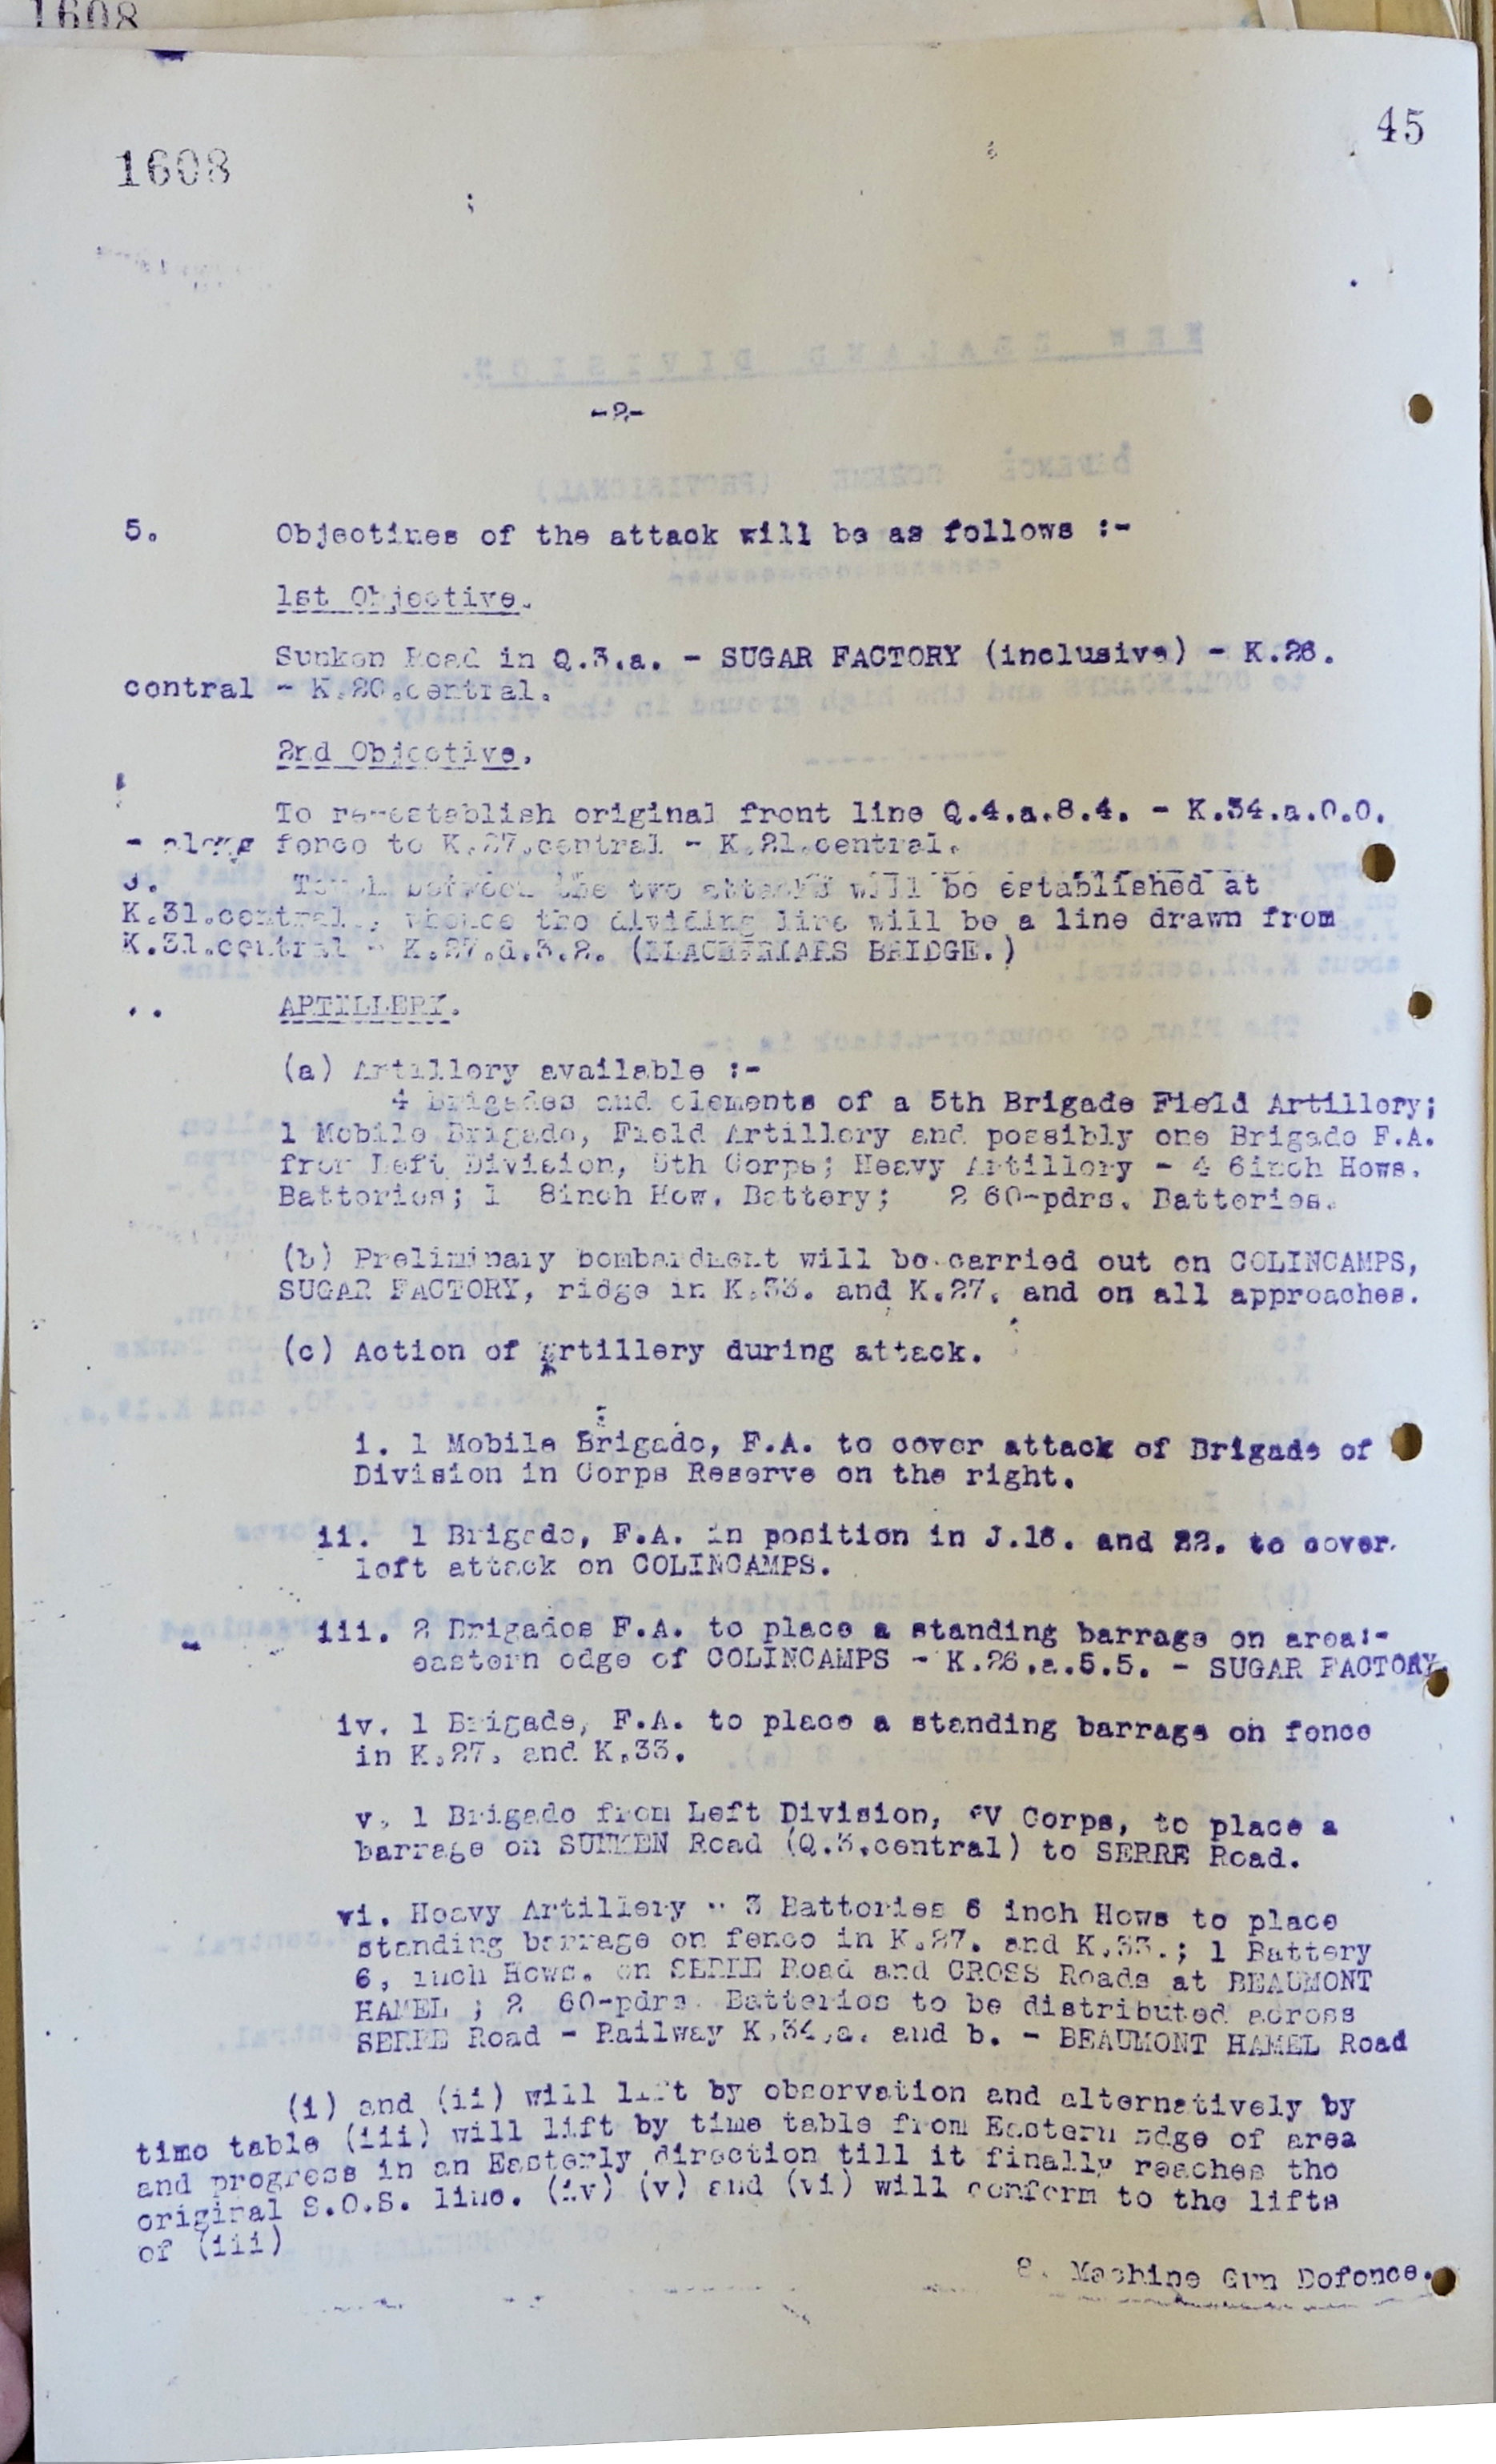 1608
45
1608
NEW ZEALAND DIVISION.
-2-
DEFENCE SCHEME (PROVISIONAL)
5. Objectives of the attack will be as follows :-
1st Objective.
Sunken Road in Q.3.a. - SUGAR FACTORY (inclusive) - K.26.
central - K.20.central.
2nd Objective.
To re-establish original front line Q.4.a.8.4. - K.34.a.0.0.
- along fence to K.27.central - K.21.central.
Touch between the two attacks will be established at
K.31.central, whence the dividing line will be a line drawn from
K.31.central - K.27.d.3.2. (BLACKFRIARS BRIDGE.)
ARTILLERY.
(a) Artillery available :-
4 Brigades and elements of a 5th Brigade Field Artillery;
1 Mobile Brigade, Field Artillery and possibly one Brigade F.A.
from Left Division, 5th Corps; Heavy Artillery - 4 6inch Hows.
Batteries; 1 8inch How. Battery; 2 60-pdrs. Batteries.
(b) Preliminary bombardment will be carried out on COLINCAMPS,
SUGAR FACTORY, ridge in K.33. and K.27. and on all approaches.
(c) Action of Artillery during attack.
i. 1 Mobile Brigade, F.A. to cover attack of Brigade of
Division in Corps Reserve on the right.
ii. 1 Brigade, F.A. in position in J.16. and 22. to cover
left attack on COLINCAMPS.
iii. 2 Brigades F.A. to place a standing barrage on area:-
eastern edge of COLINCAMPS - K.26.a.5.5. - SUGAR FACTORY.
iv. 1 Brigade, F.A. to place a standing barrage on fence
in K.27. and K.33.
v. 1 Brigade from Left Division, V Corps, to place a
barrage on SUNKEN Road (Q.3.central) to SERRE Road.
vi. Heavy Artillery - 3 Batteries 6 inch Hows to place
standing barrage on fence in K.27. and K.33.; 1 Battery
6, inch Hows. on SERRE Road and CROSS Roads at BEAUMONT
HAMEL ; 2 60-pdrs. Batteries to be distributed across
SERRE Road - Railway K.34.a. and b. - BEAUMONT HAMEL Road
(i) and (ii) will lift by observation and alternatively by
time table (iii) will lift by time table from Eastern edge of area
and progress in an Easterly direction till it finally reaches the
original S.O.S. line. (iv) (v) and (vi) will conform to the lifts
of (iii)
8. Machine Gun Defence.